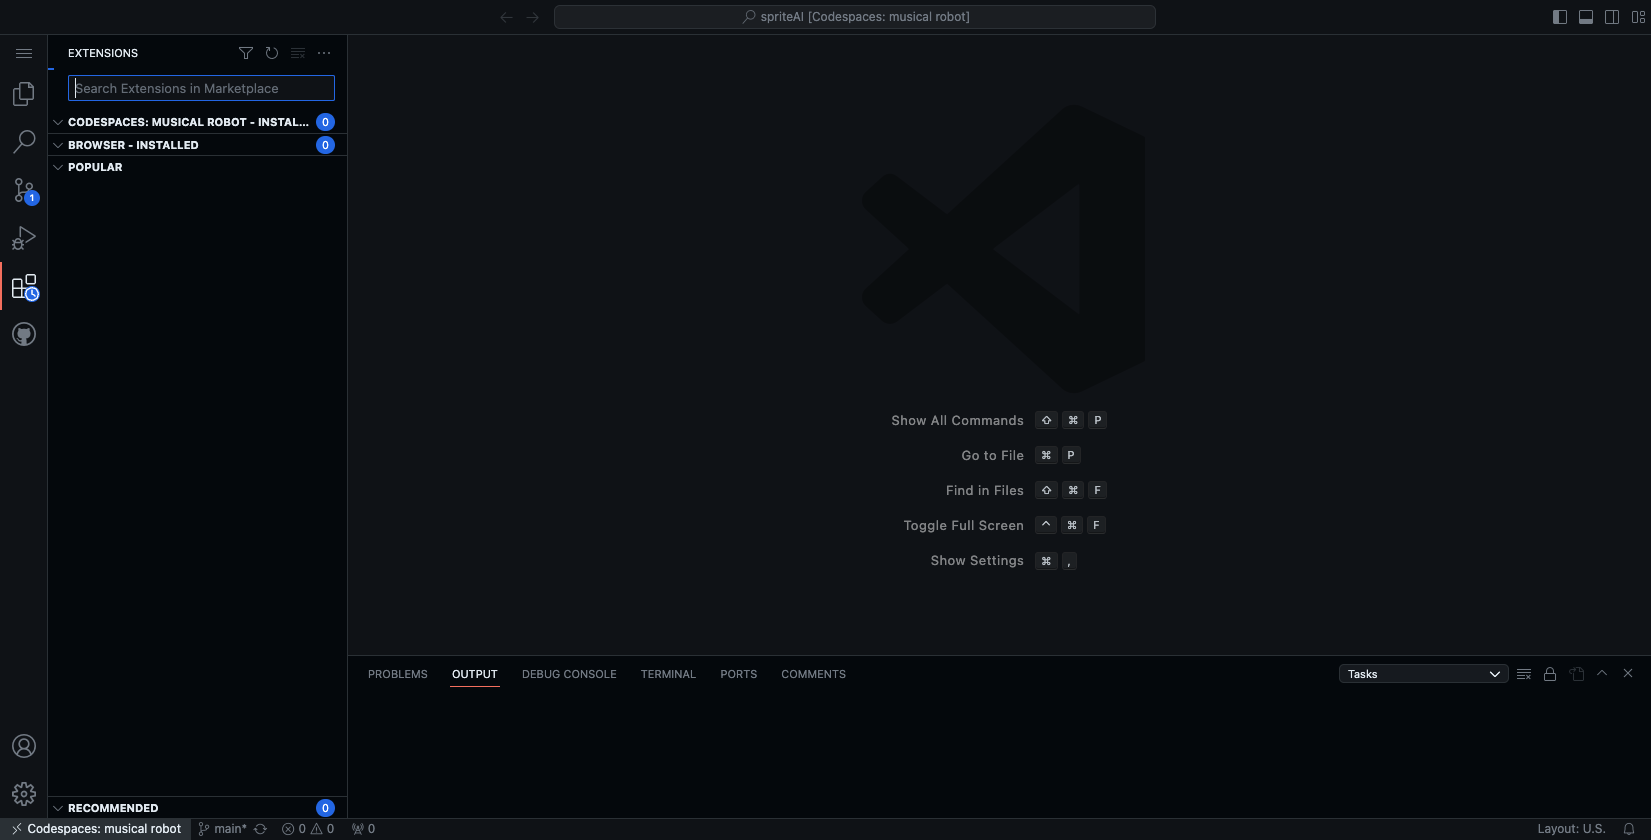 spriteAI [Codespaces: musical robot]
EXTENSIONS
Search Extensions in Marketplace
CODESPACES: MUSICAL ROBOT - INSTAL... 0
BROWSER - INSTALLED 0
POPULAR
1
Show All Commands ⇧ ⌘ P
Go to File ⌘ P
Find in Files ⇧ ⌘ F
Toggle Full Screen ^ ⌘ F
Show Settings ⌘ ,
PROBLEMS OUTPUT DEBUG CONSOLE TERMINAL PORTS COMMENTS Tasks
RECOMMENDED 0
Codespaces: musical robot main* 0 0 0 Layout: U.S.